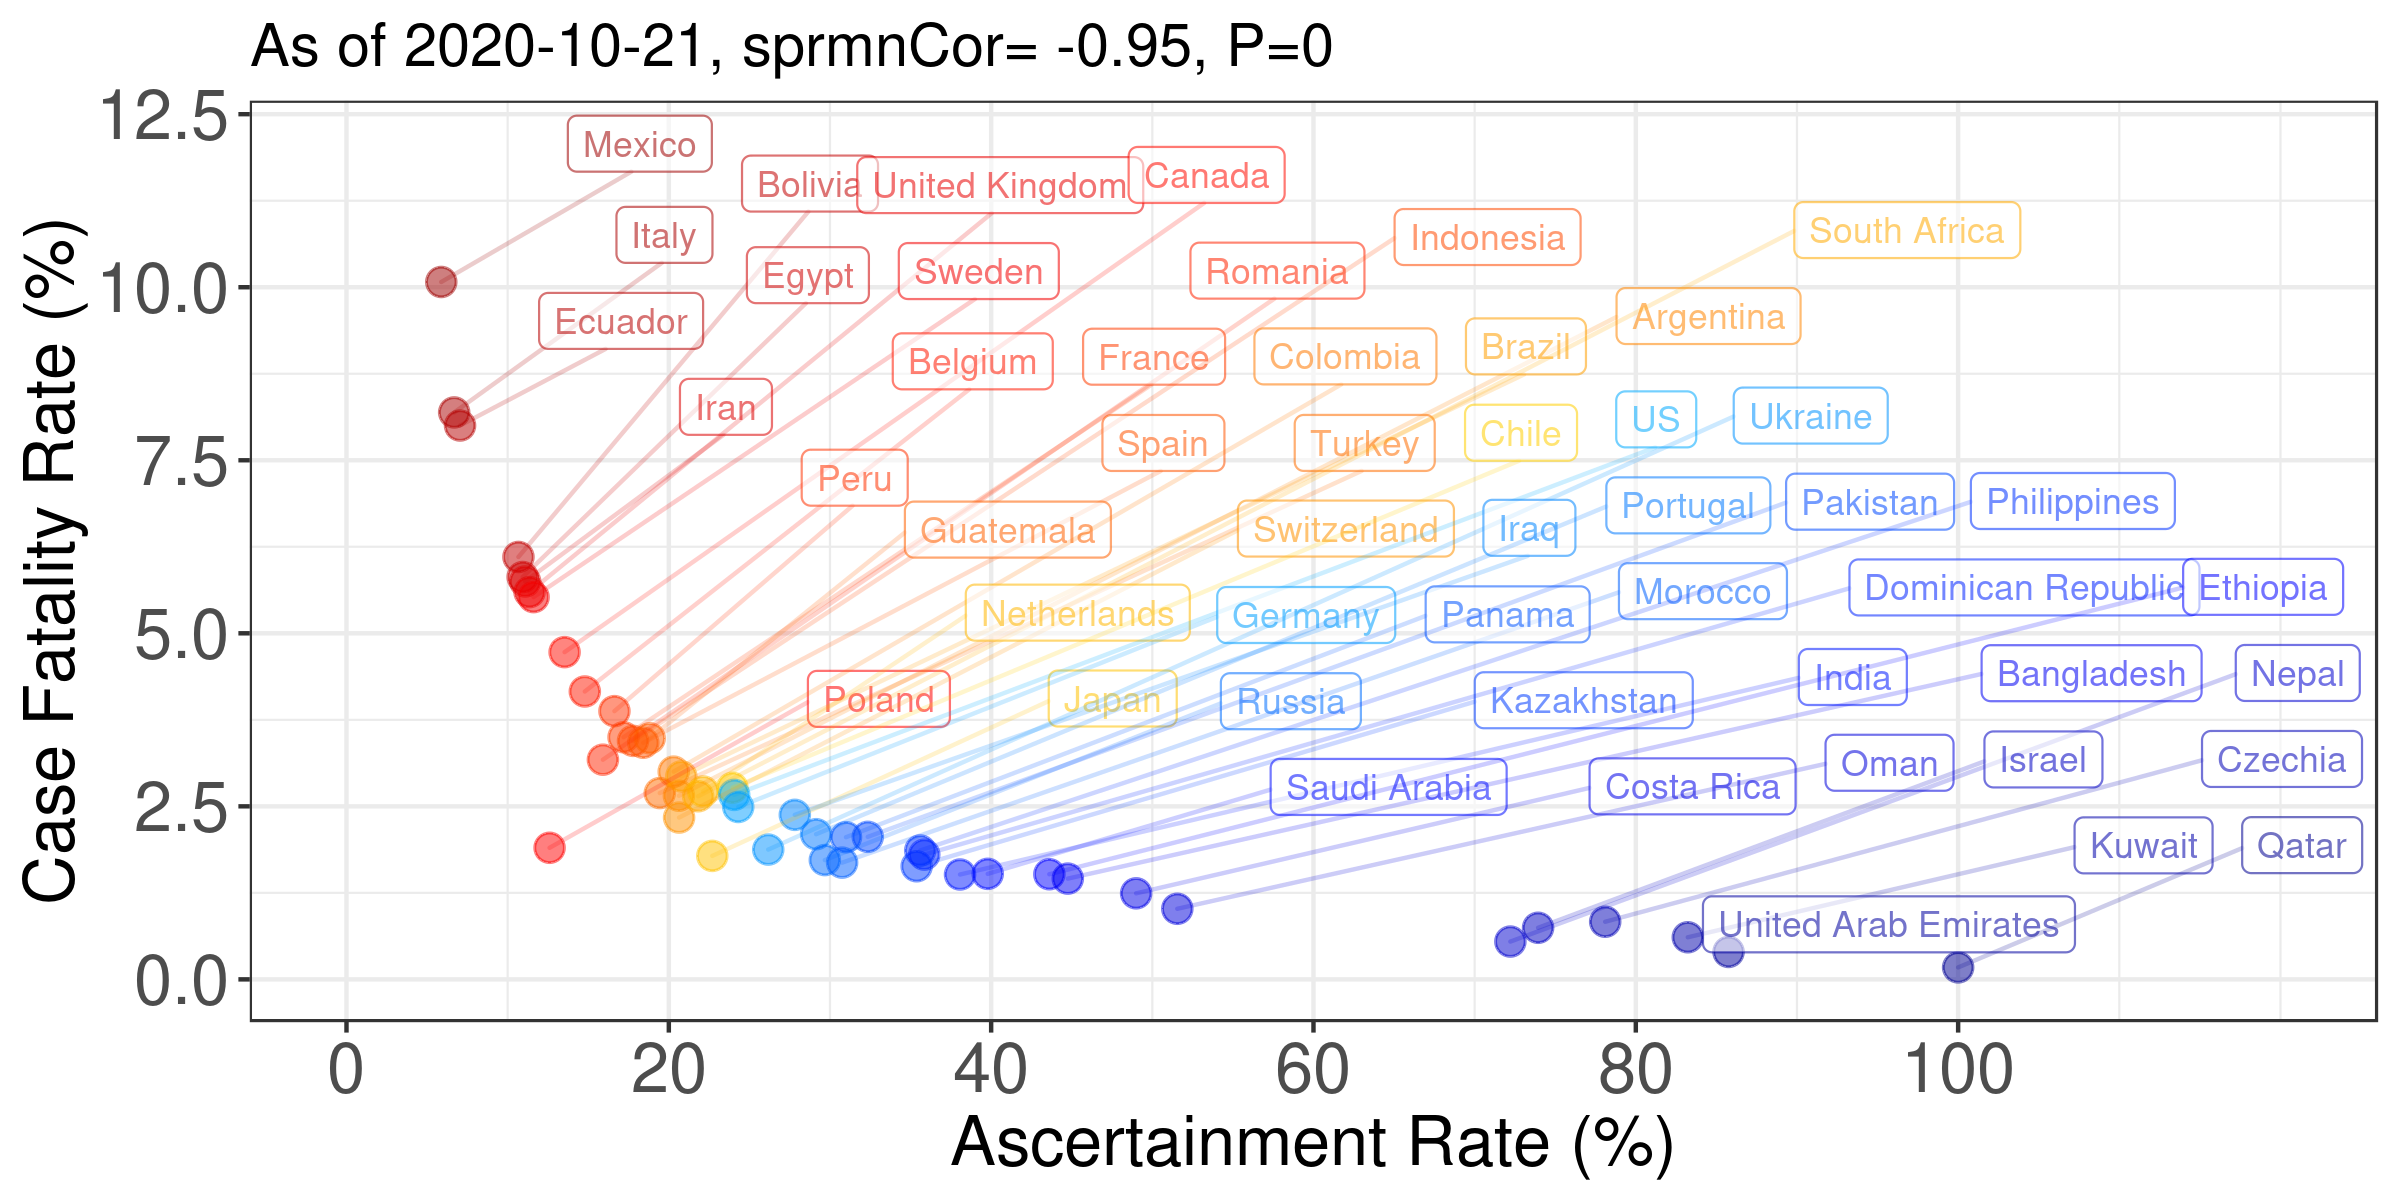 As of 2020-10-21, sprmnCor= -0.95, P=0
Case Fatality Rate (%)
12.5
10.0
7.5
5.0
2.5
0.0
Mexico
Bolivia
United Kingdom
Canada
Italy
Egypt
Sweden
Romania
Indonesia
South Africa
Ecuador
Belgium
France
Colombia
Brazil
Argentina
Iran
Peru
Spain
Turkey
Chile
US
Ukraine
Guatemala
Switzerland
Iraq
Portugal
Pakistan
Philippines
Netherlands
Germany
Panama
Morocco
Dominican Republic
Ethiopia
Poland
Japan
Russia
Kazakhstan
India
Bangladesh
Nepal
Saudi Arabia
Costa Rica
Oman
Israel
Czechia
Kuwait
Qatar
United Arab Emirates
0
20
40
60
80
100
Ascertainment Rate (%)